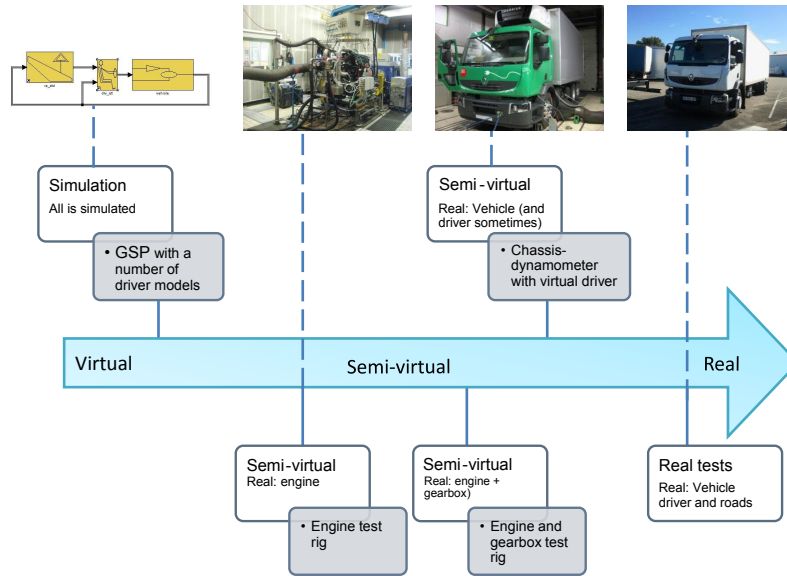 Simulation
All is simulated
• GSP with a
number of
driver models
Semi-virtual
Real: Vehicle (and
driver sometimes)
• Chassis-
dynamometer
with virtual driver
Virtual
Semi-virtual
Real
Semi-virtual
Real: engine
• Engine test
rig
Semi-virtual
Real: engine +
gearbox)
• Engine and
gearbox test
rig
Real tests
Real: Vehicle
driver and roads